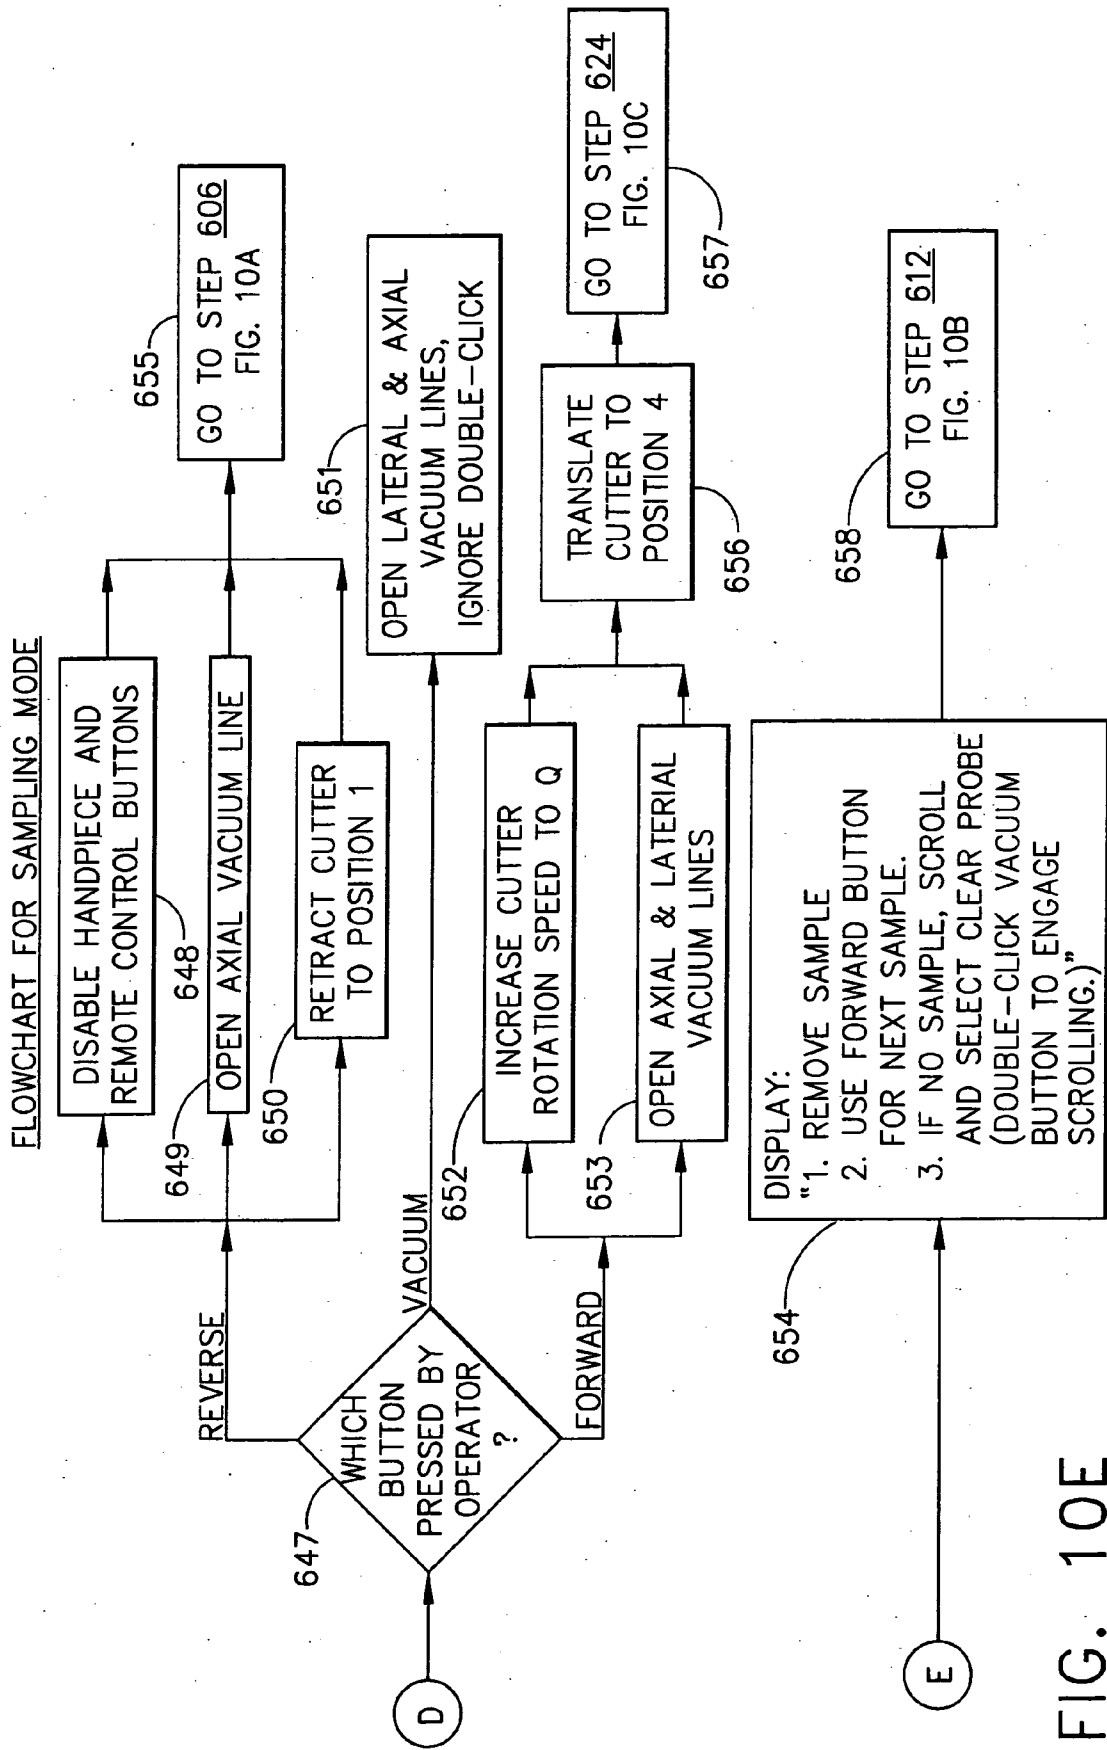 FLOWCHART FOR SAMPLING MODE
D
647
WHICH
BUTTON
PRESSED BY
OPERATOR
?
REVERSE
VACUUM
FORWARD
DISABLE HANDPIECE AND
REMOTE CONTROL BUTTONS
648
649
OPEN AXIAL VACUUM LINE
650
RETRACT CUTTER
TO POSITION 1
655
GO TO STEP 606
FIG. 10A
651
OPEN LATERAL & AXIAL
VACUUM LINES,
IGNORE DOUBLE-CLICK
652
INCREASE CUTTER
ROTATION SPEED TO Q
653
OPEN AXIAL & LATERIAL
VACUUM LINES
TRANSLATE
CUTTER TO
POSITION 4
656
GO TO STEP 624
FIG. 10C
657
E
654
DISPLAY:
"1. REMOVE SAMPLE
2. USE FORWARD BUTTON
FOR NEXT SAMPLE.
3. IF NO SAMPLE, SCROLL
AND SELECT CLEAR PROBE
(DOUBLE-CLICK VACUUM
BUTTON TO ENGAGE
SCROLLING.)"
658
GO TO STEP 612
FIG. 10B
FIG. 10E